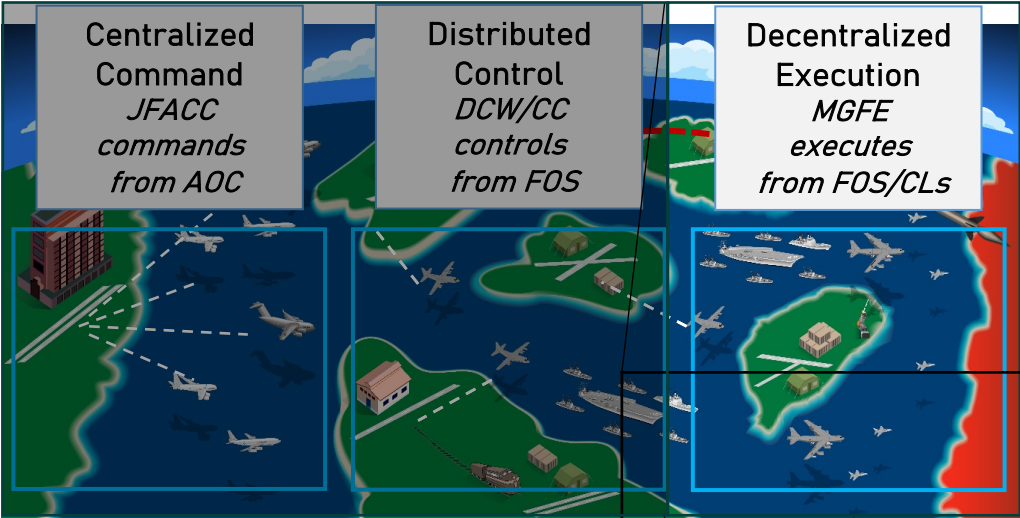 Centralized
Command
JFACC
commands
from AOC
Distributed
Control
DCW/CC
controls
from FOS
Decentralized
Execution
MGFE
executes
from FOS/CLs